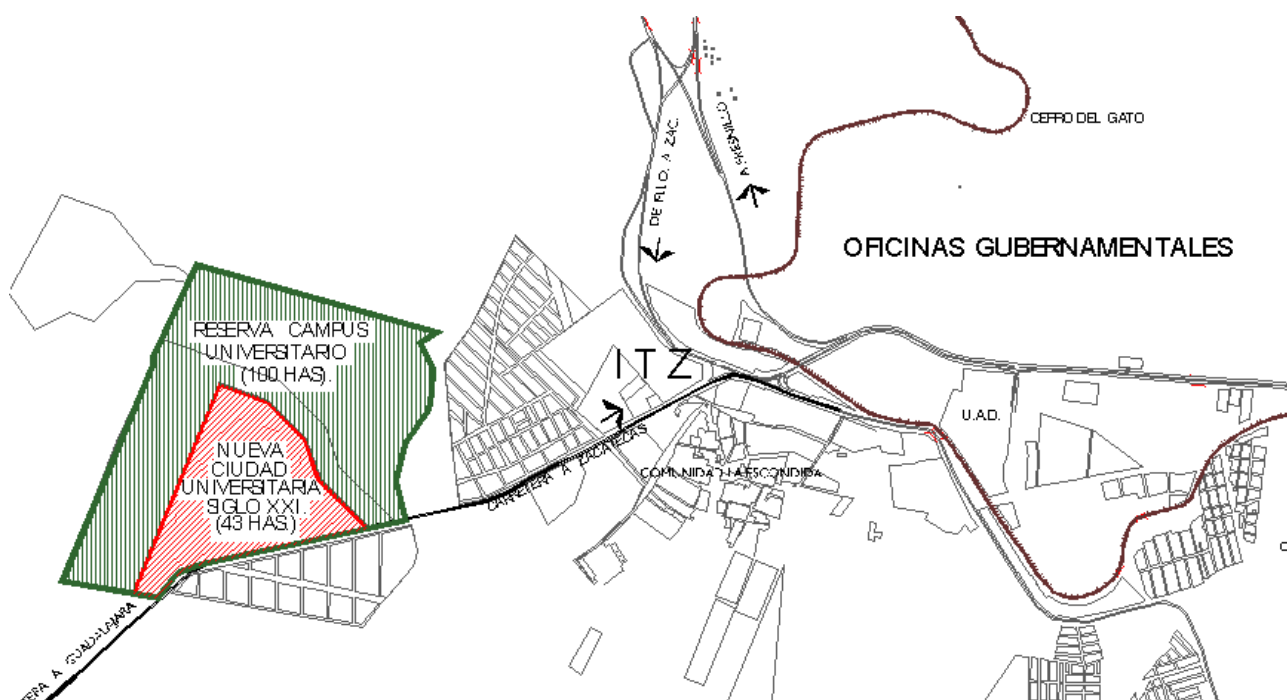 CERRO DEL GATO
A FRESNILLO
DE FLLO. A ZAC.
OFICINAS GUBERNAMENTALES
RESERVA CAMPUS
UNIVERSITARIO
(100 HAS).
ITZ
U.A.D.
NUEVA
CIUDAD
UNIVERSITARIA
SIGLO XXI.
(43 HAS.)
CARRETERA A ZACATECAS
COMUNIDAD LA ESCONDIDA
A GUADALAJARA